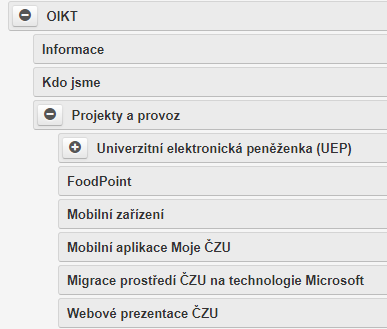 OIKT
Informace
Kdo jsme
Projekty a provoz
Univerzitní elektronická peněženka (UEP)
FoodPoint
Mobilní zařízení
Mobilní aplikace Moje ČZU
Migrace prostředí ČZU na technologie Microsoft
Webové prezentace ČZU